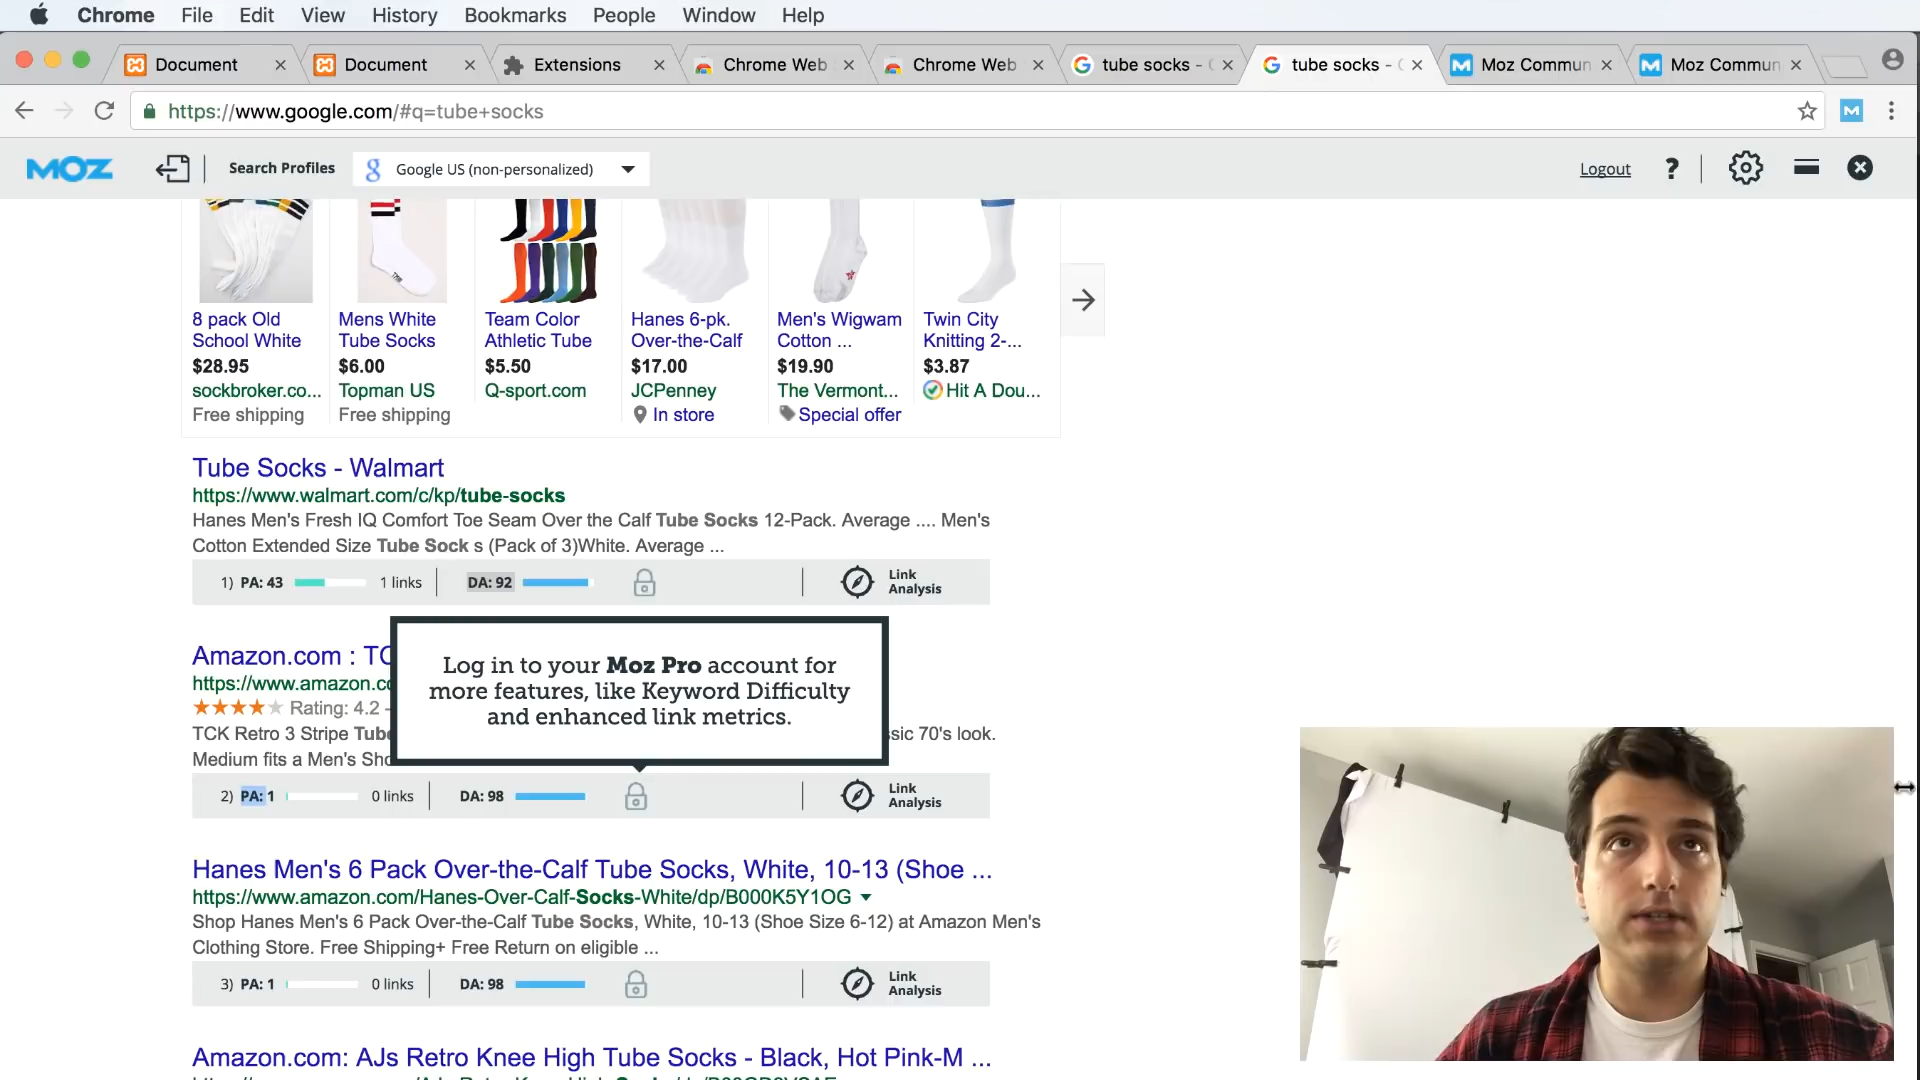 Chrome File Edit View History Bookmarks People Window Help
Document Document Extensions Chrome Web Chrome Web tube socks - tube socks - Moz Commun Moz Commun
https://www.google.com/#q=tube+socks
MOZ Search Profiles Google US (non-personalized) Logout ?
8 pack Old School White
$28.95
sockbroker.co...
Free shipping
Mens White Tube Socks
$6.00
Topman US
Free shipping
Team Color Athletic Tube
$5.50
Q-sport.com
Hanes 6-pk. Over-the-Calf
$17.00
JCPenney
In store
Men's Wigwam Cotton ...
$19.90
The Vermont...
Special offer
Twin City Knitting 2-...
$3.87
Hit A Dou...
Tube Socks - Walmart
https://www.walmart.com/c/kp/tube-socks
Hanes Men's Fresh IQ Comfort Toe Seam Over the Calf Tube Socks 12-Pack. Average .... Men's
Cotton Extended Size Tube Sock s (Pack of 3)White. Average ...
1) PA: 43 1 links DA: 92 Link Analysis
Log in to your Moz Pro account for
more features, like Keyword Difficulty
and enhanced link metrics.
Amazon.com : TC
https://www.amazon.co
Rating: 4.2 -
TCK Retro 3 Stripe Tube sic 70's look.
Medium fits a Men's Sho
2) PA: 1 0 links DA: 98 Link Analysis
Hanes Men's 6 Pack Over-the-Calf Tube Socks, White, 10-13 (Shoe ...
https://www.amazon.com/Hanes-Over-Calf-Socks-White/dp/B000K5Y1OG
Shop Hanes Men's 6 Pack Over-the-Calf Tube Socks, White, 10-13 (Shoe Size 6-12) at Amazon Men's
Clothing Store. Free Shipping+ Free Return on eligible ...
3) PA: 1 0 links DA: 98 Link Analysis
Amazon.com: AJs Retro Knee High Tube Socks - Black, Hot Pink-M ...